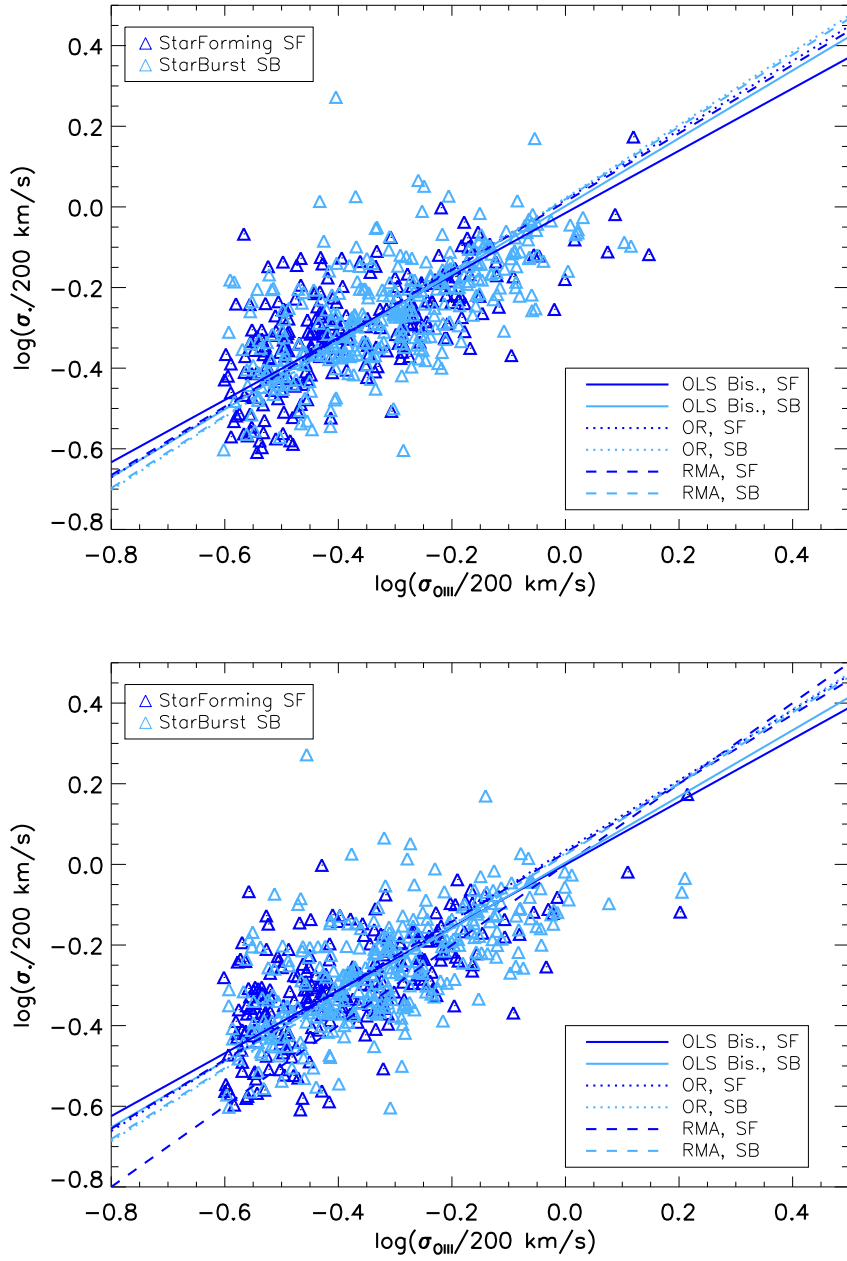 StarForming SF
StarBurst SB
0.4
0.2
0.0
−0.2
−0.4
−0.6
−0.8
log(σ⋆/200 km/s)
OLS Bis., SF
OLS Bis., SB
OR, SF
OR, SB
RMA, SF
RMA, SB
−0.8 −0.6 −0.4 −0.2 0.0 0.2 0.4
log(σOIII/200 km/s)
StarForming SF
StarBurst SB
0.4
0.2
0.0
−0.2
−0.4
−0.6
−0.8
log(σ⋆/200 km/s)
OLS Bis., SF
OLS Bis., SB
OR, SF
OR, SB
RMA, SF
RMA, SB
−0.8 −0.6 −0.4 −0.2 0.0 0.2 0.4
log(σOIII/200 km/s)